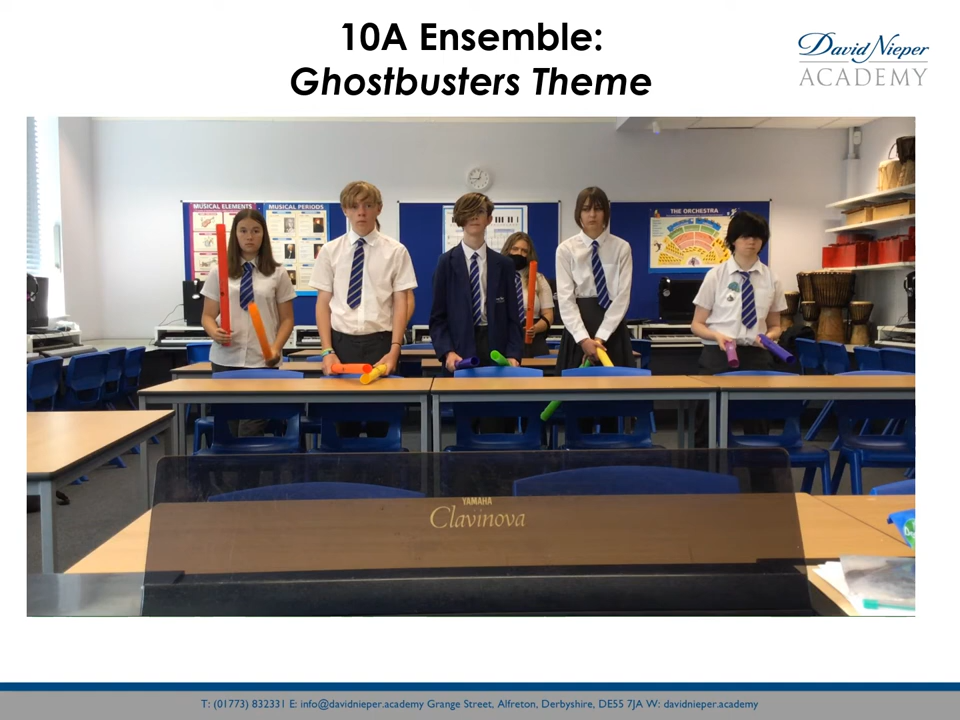 10A Ensemble:
Ghostbusters Theme
David Nieper
ACADEMY
MUSICAL ELEMENTS
MUSICAL PERIODS
THE ORCHESTRA
YAMAHA
Clavinova
T: (01773) 832331 E: info@davidnieper.academy Grange Street, Alfreton, Derbyshire, DE55 7JA W: davidnieper.academy